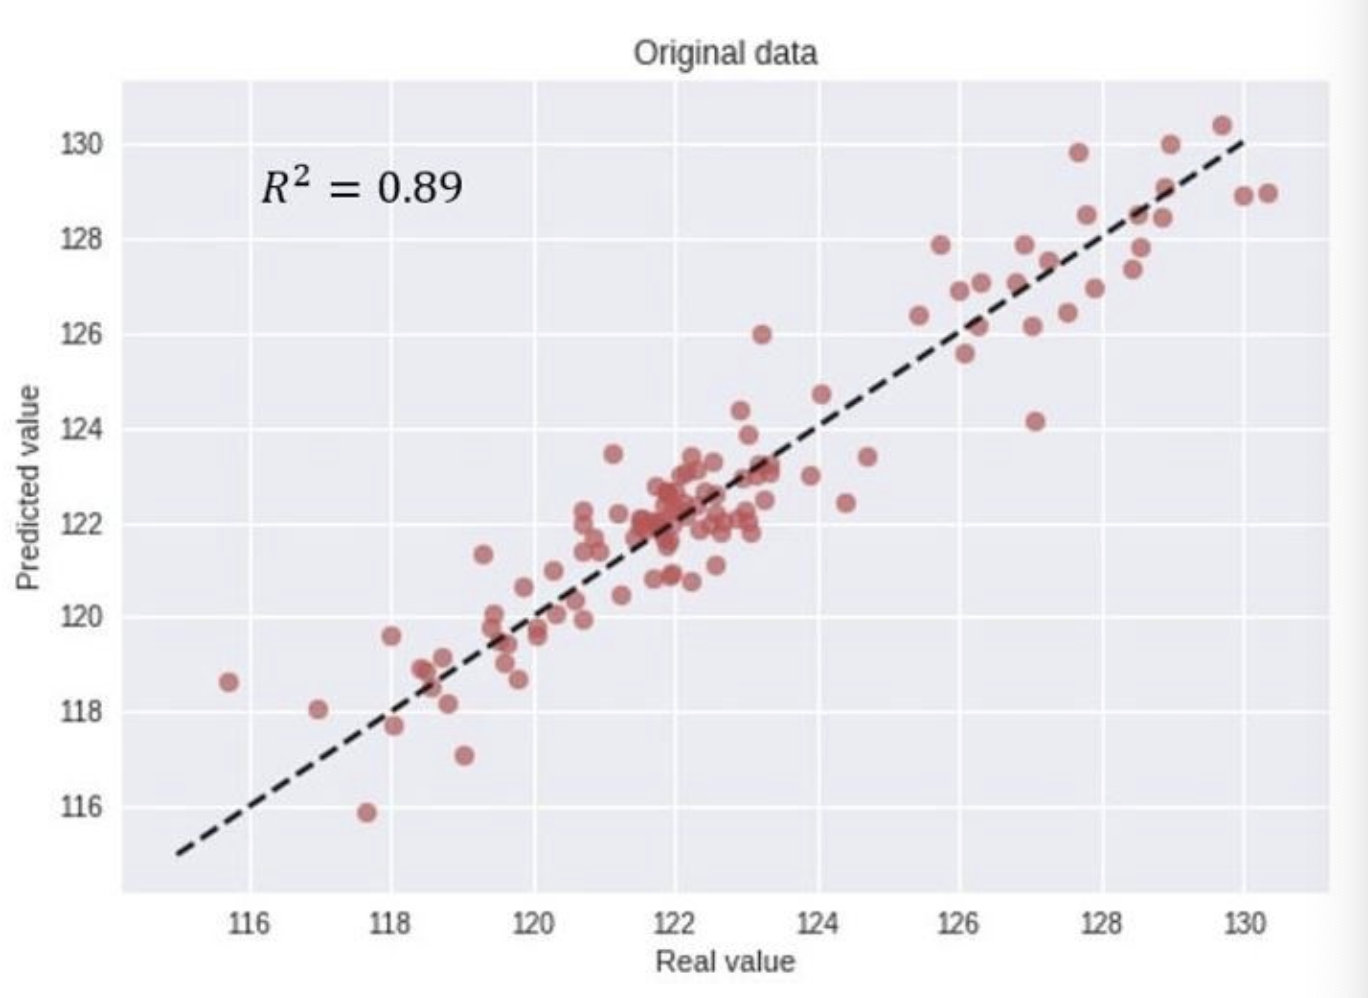 Original data
R² = 0.89
Predicted value
130
128
126
124
122
120
118
116
116 118 120 122 124 126 128 130
Real value